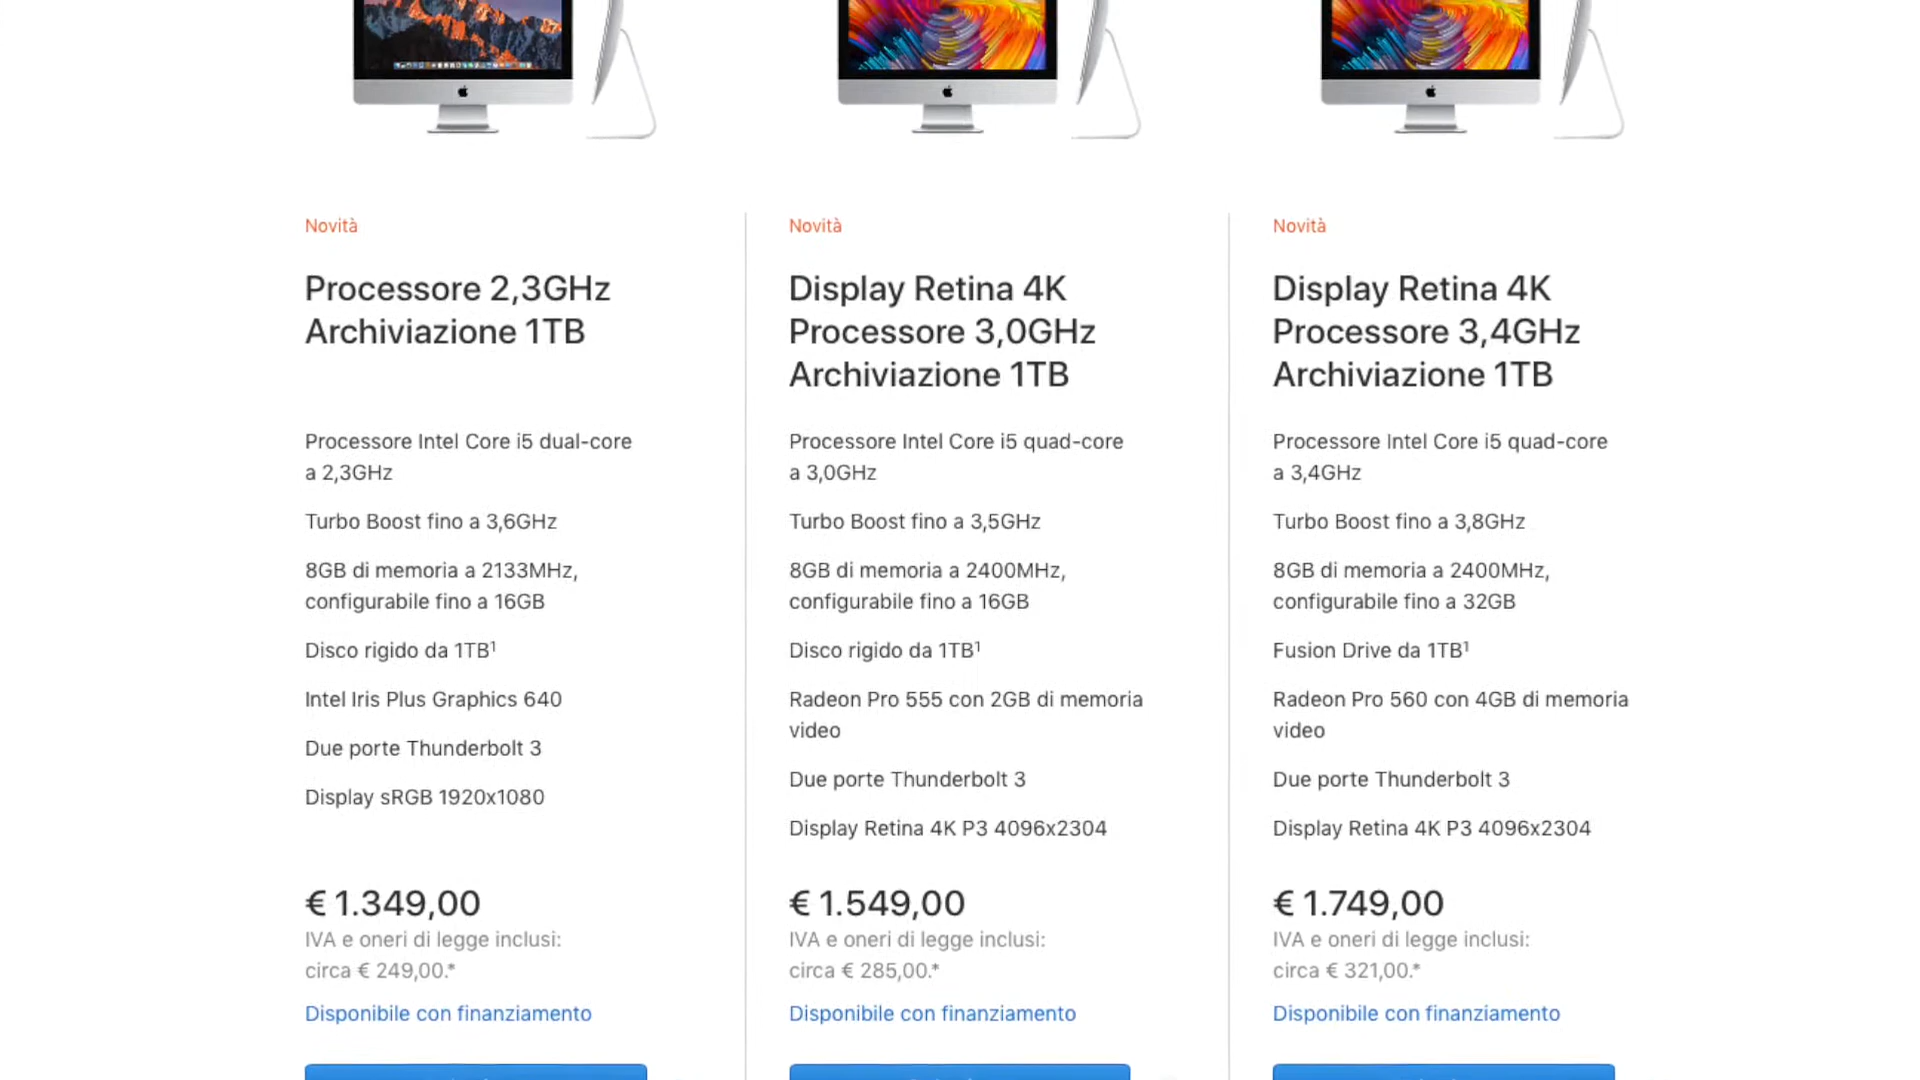 Novità
Processore 2,3GHz
Archiviazione 1TB
Processore Intel Core i5 dual-core
a 2,3GHz
Turbo Boost fino a 3,6GHz
8GB di memoria a 2133MHz,
configurabile fino a 16GB
Disco rigido da 1TB¹
Intel Iris Plus Graphics 640
Due porte Thunderbolt 3
Display sRGB 1920x1080
€ 1.349,00
IVA e oneri di legge inclusi:
circa € 249,00.*
Disponibile con finanziamento
Novità
Display Retina 4K
Processore 3,0GHz
Archiviazione 1TB
Processore Intel Core i5 quad-core
a 3,0GHz
Turbo Boost fino a 3,5GHz
8GB di memoria a 2400MHz,
configurabile fino a 16GB
Disco rigido da 1TB¹
Radeon Pro 555 con 2GB di memoria
video
Due porte Thunderbolt 3
Display Retina 4K P3 4096x2304
€ 1.549,00
IVA e oneri di legge inclusi:
circa € 285,00.*
Disponibile con finanziamento
Novità
Display Retina 4K
Processore 3,4GHz
Archiviazione 1TB
Processore Intel Core i5 quad-core
a 3,4GHz
Turbo Boost fino a 3,8GHz
8GB di memoria a 2400MHz,
configurabile fino a 32GB
Fusion Drive da 1TB¹
Radeon Pro 560 con 4GB di memoria
video
Due porte Thunderbolt 3
Display Retina 4K P3 4096x2304
€ 1.749,00
IVA e oneri di legge inclusi:
circa € 321,00.*
Disponibile con finanziamento